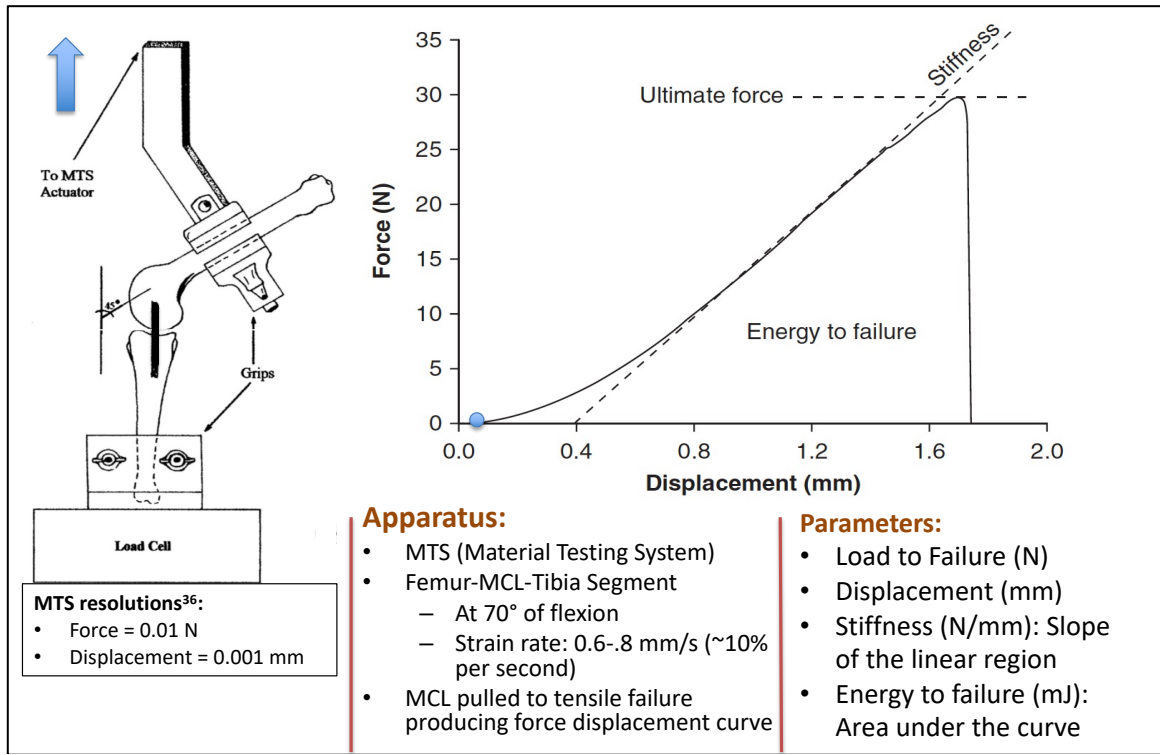 To MTS
Actuator
45°
Grips
Load Cell
MTS resolutions³⁶:
• Force = 0.01 N
• Displacement = 0.001 mm
35
30
25
20
15
10
5
0
Force (N)
Ultimate force
Stiffness
Energy to failure
0.0 0.4 0.8 1.2 1.6 2.0
Displacement (mm)
Apparatus:
• MTS (Material Testing System)
• Femur-MCL-Tibia Segment
– At 70° of flexion
– Strain rate: 0.6-.8 mm/s (~10%
per second)
• MCL pulled to tensile failure
producing force displacement curve
Parameters:
• Load to Failure (N)
• Displacement (mm)
• Stiffness (N/mm): Slope
of the linear region
• Energy to failure (mJ):
Area under the curve